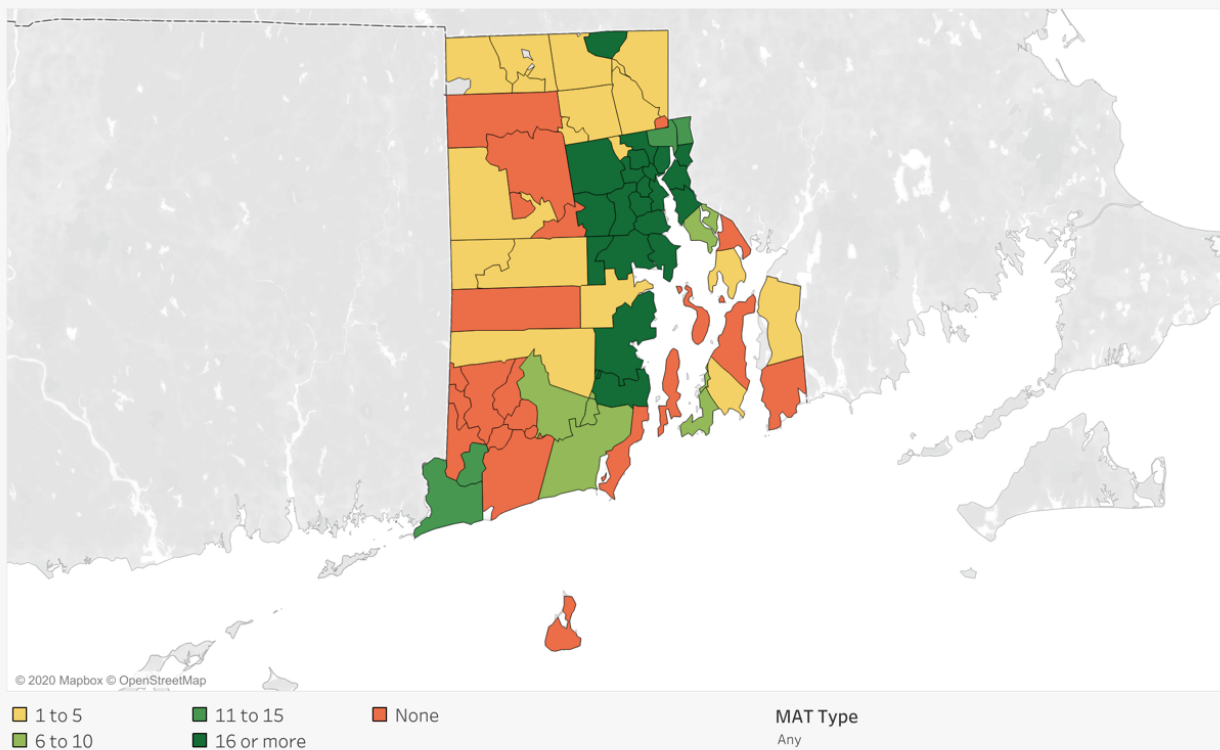 © 2020 Mapbox © OpenStreetMap
1 to 5
11 to 15
None
MAT Type
6 to 10
16 or more
Any